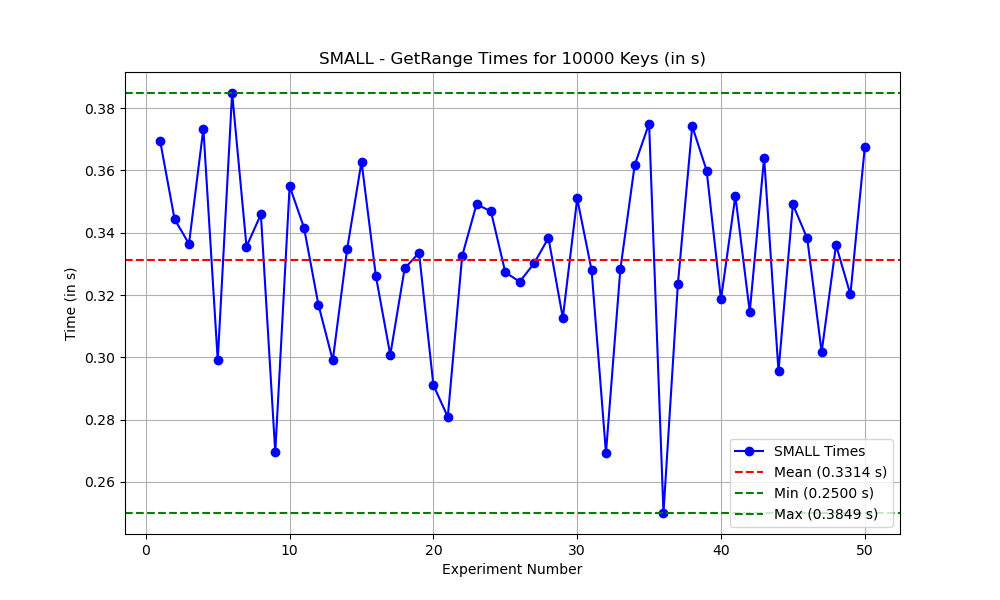 SMALL - GetRange Times for 10000 Keys (in s)
Time (in s)
0.38
0.36
0.34
0.32
0.30
0.28
0.26
SMALL Times
Mean (0.3314 s)
Min (0.2500 s)
Max (0.3849 s)
0 10 20 30 40 50
Experiment Number